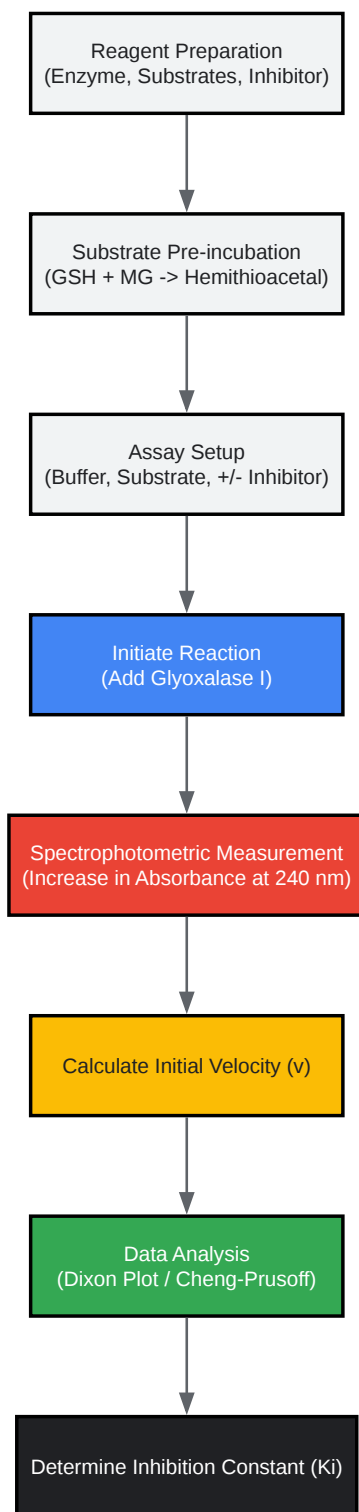 Reagent Preparation
(Enzyme, Substrates, Inhibitor)
Substrate Pre-incubation
(GSH + MG -> Hemithioacetal)
Assay Setup
(Buffer, Substrate, +/- Inhibitor)
Initiate Reaction
(Add Glyoxalase I)
Spectrophotometric Measurement
(Increase in Absorbance at 240 nm)
Calculate Initial Velocity (v)
Data Analysis
(Dixon Plot / Cheng-Prusoff)
Determine Inhibition Constant (Ki)